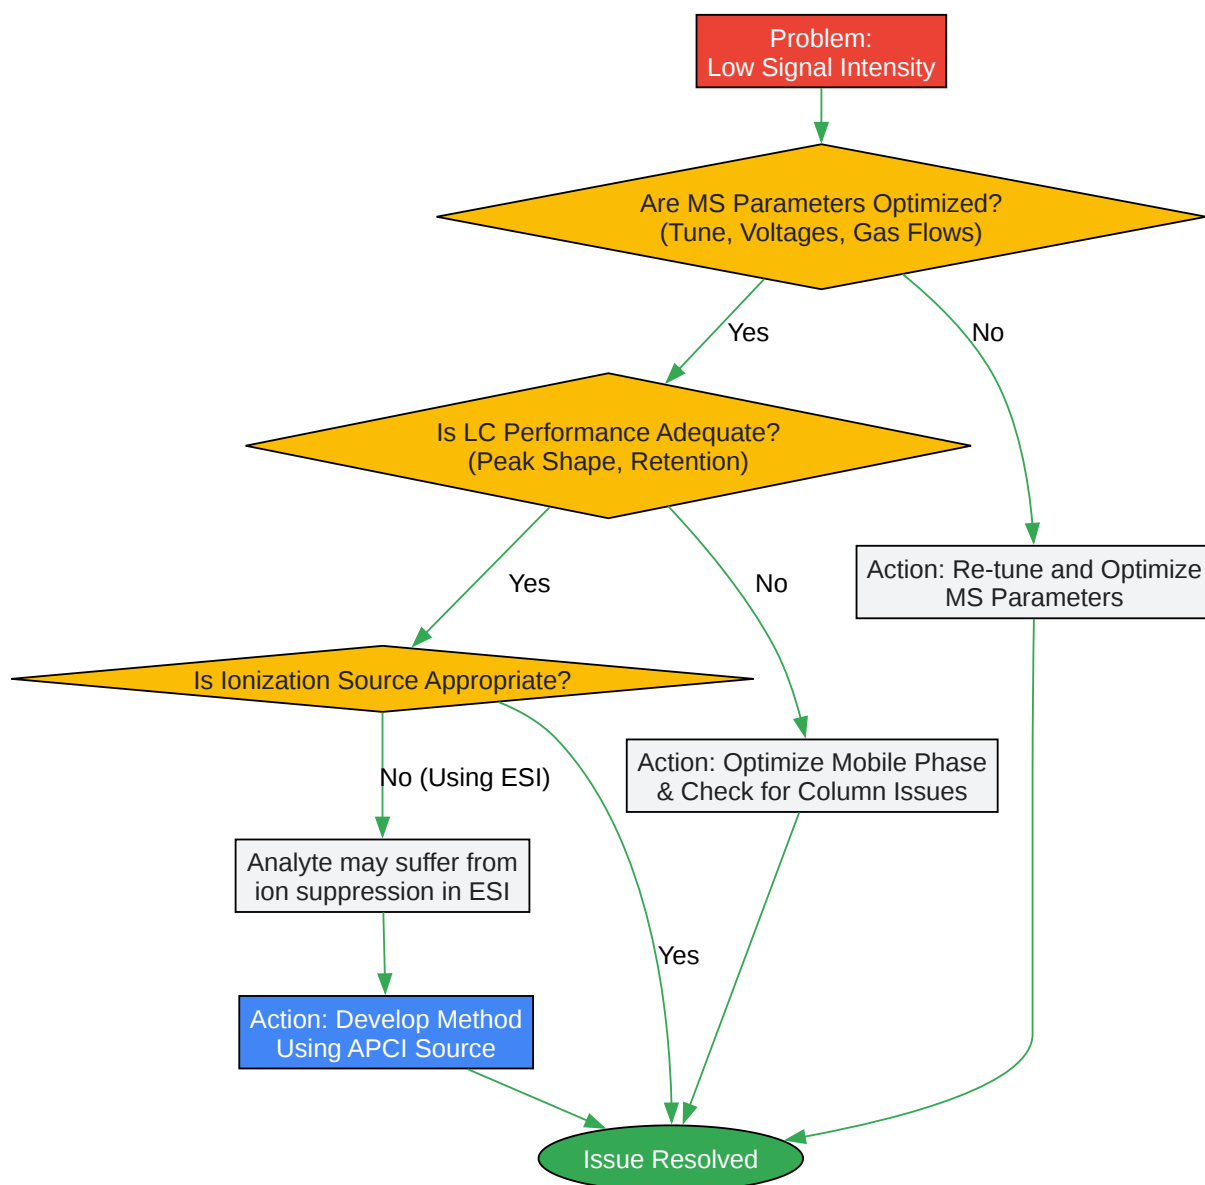 Problem:
Low Signal Intensity
Are MS Parameters Optimized?
(Tune, Voltages, Gas Flows)
Yes
No
Is LC Performance Adequate?
(Peak Shape, Retention)
Action: Re-tune and Optimize
MS Parameters
Yes
No
Is Ionization Source Appropriate?
Action: Optimize Mobile Phase
& Check for Column Issues
No (Using ESI)
Analyte may suffer from
ion suppression in ESI
Yes
Action: Develop Method
Using APCI Source
Issue Resolved